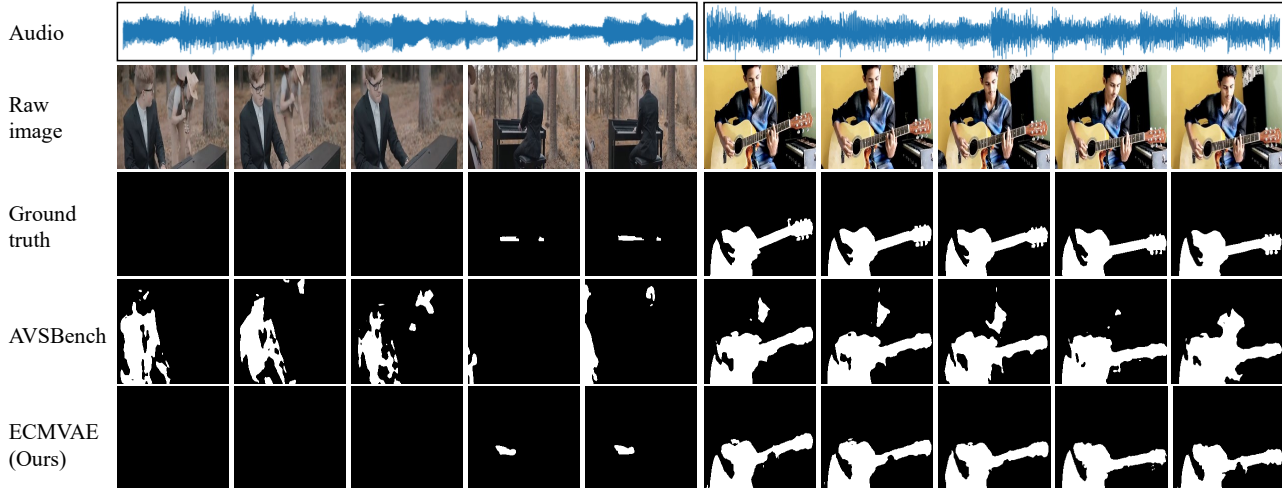 Audio
Raw
image
Ground
truth
AVSBench
ECMVAE
(Ours)